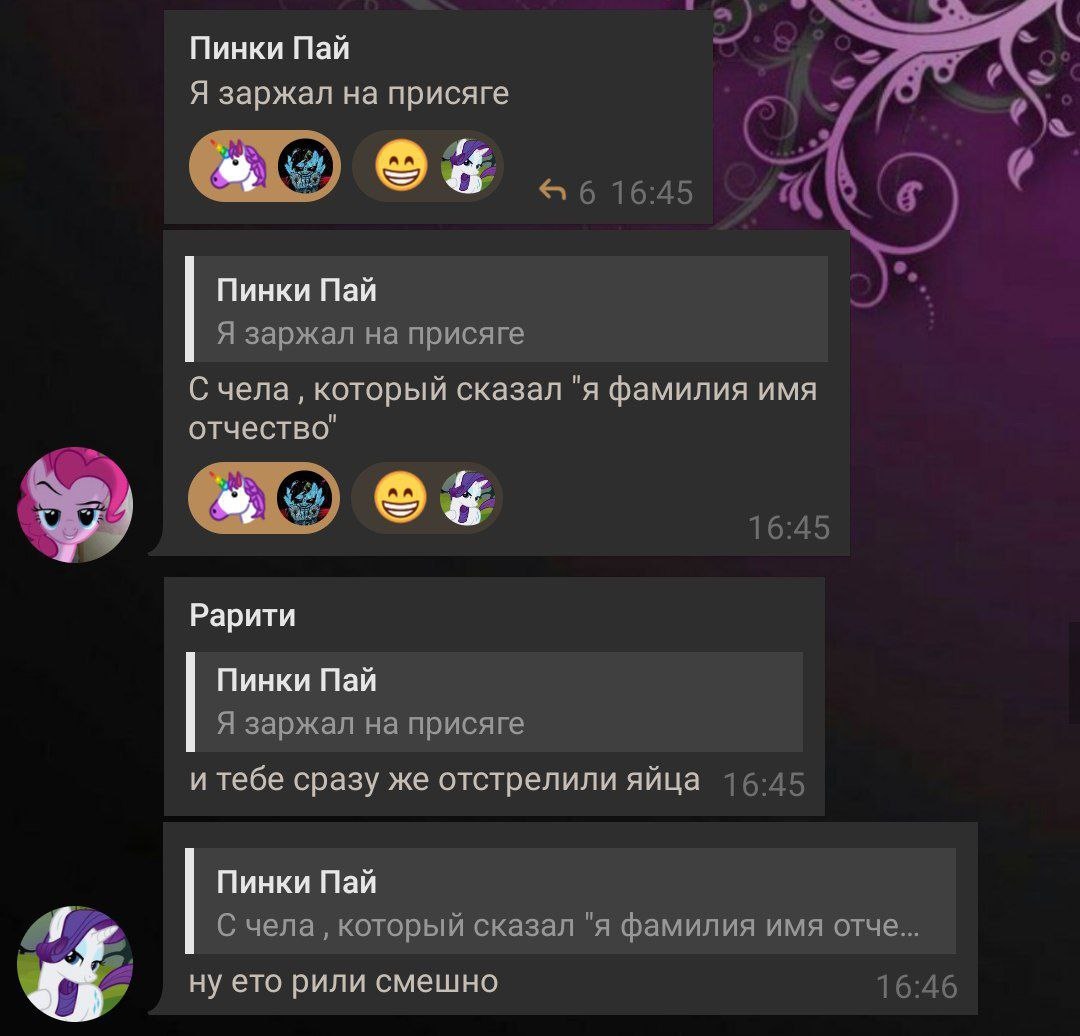 Пинки Пай
Я заржал на присяге
6 16:45
Пинки Пай
Я заржал на присяге
С чела , который сказал "я фамилия имя
отчество"
16:45
Рарити
Пинки Пай
Я заржал на присяге
и тебе сразу же отстрелили яйца 16:45
Пинки Пай
С чела , который сказал "я фамилия имя отче...
ну ето рили смешно 16:46